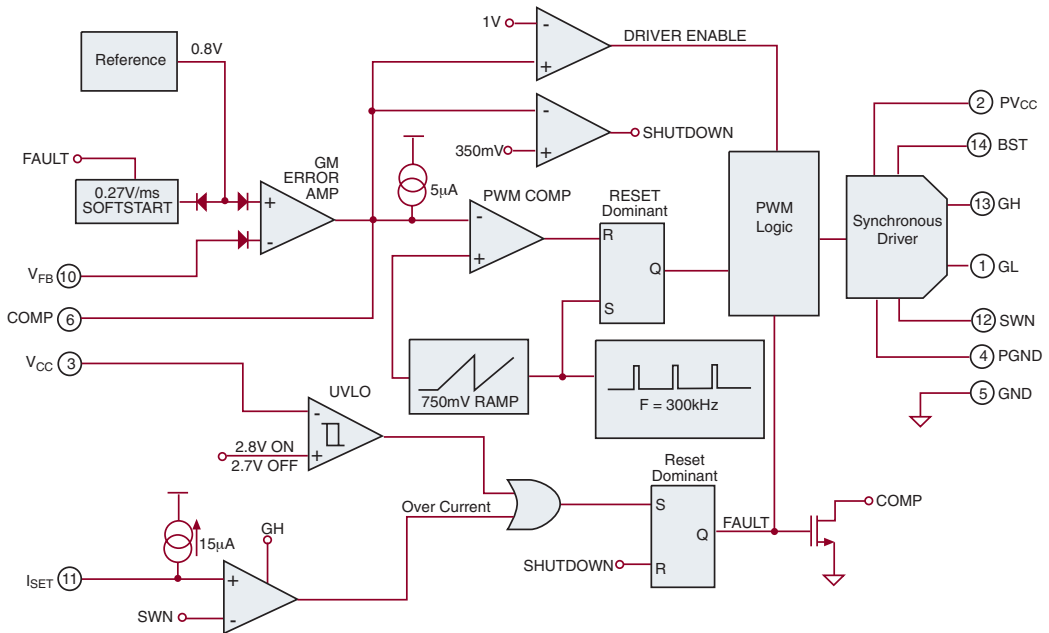 1V
-
+
DRIVER ENABLE
Reference
0.8V
-
+
SHUTDOWN
350mV
2
PVCC
14
BST
FAULT
0.27V/ms
SOFTSTART
GM
ERROR
AMP
+
-
5µA
PWM COMP
-
+
RESET
Dominant
R
Q
S
PWM
Logic
Synchronous
Driver
13
GH
1
GL
VFB
10
COMP
6
12
SWN
VCC
3
4
PGND
750mV RAMP
F = 300kHz
5
GND
UVLO
-
+
2.8V ON
2.7V OFF
Reset
Dominant
S
Q
R
FAULT
COMP
Over Current
GH
15µA
ISET
11
+
-
SWN
SHUTDOWN